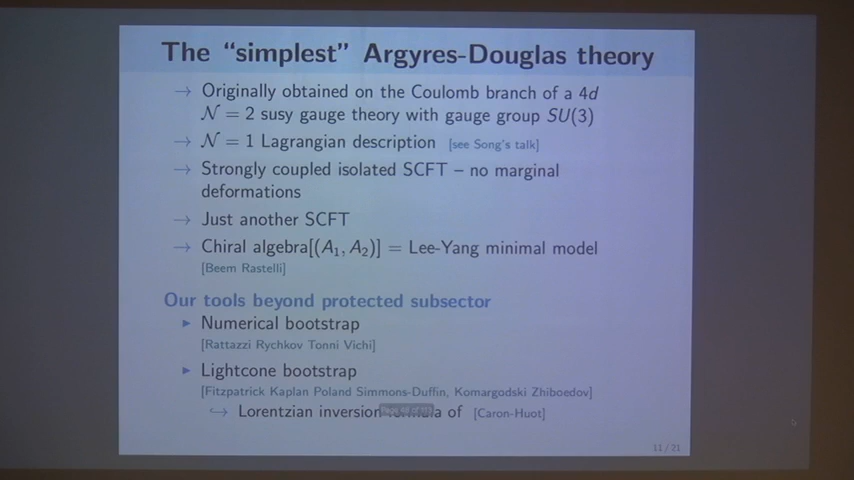 The “simplest” Argyres-Douglas theory
→ Originally obtained on the Coulomb branch of a 4d
N = 2 susy gauge theory with gauge group SU(3)
→ N = 1 Lagrangian description [see Song's talk]
→ Strongly coupled isolated SCFT – no marginal
deformations
→ Just another SCFT
→ Chiral algebra[(A₁, A₂)] = Lee-Yang minimal model
[Beem Rastelli]
Our tools beyond protected subsector
▶ Numerical bootstrap
[Rattazzi Rychkov Tonni Vichi]
▶ Lightcone bootstrap
[Fitzpatrick Kaplan Poland Simmons-Duffin, Komargodski Zhiboedov]
↪ Lorentzian inversion of [Caron-Huot]
11 / 21